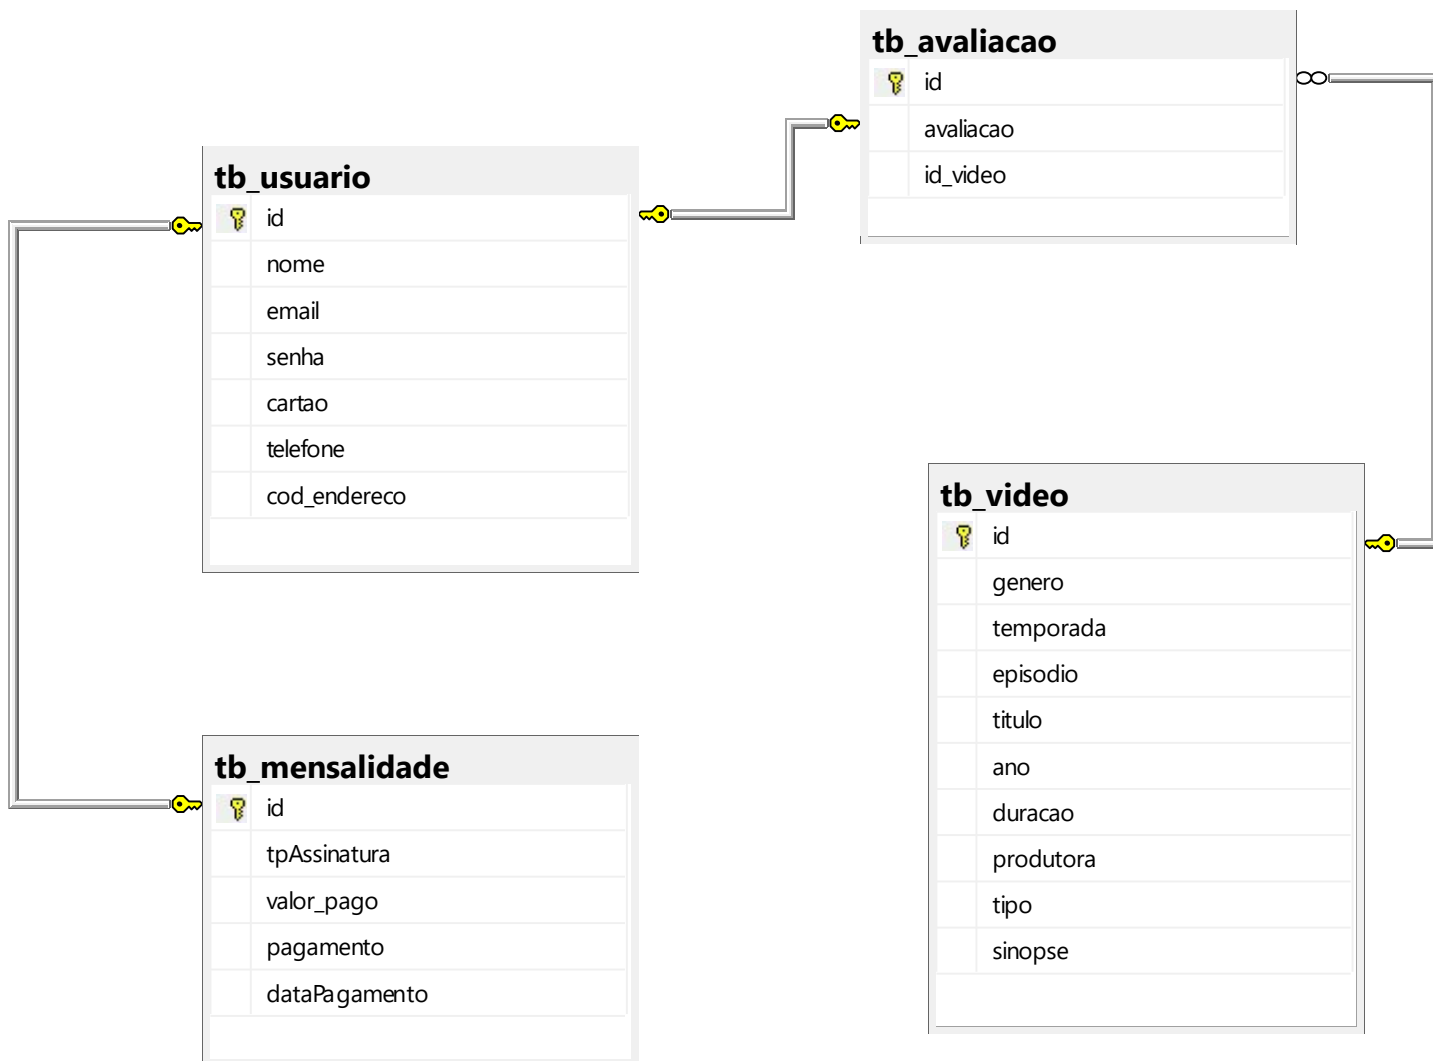 tb_avaliacao
id
avaliacao
id_video
tb_usuario
id
nome
email
senha
cartao
telefone
cod_endereco
tb_video
id
genero
temporada
episodio
titulo
ano
duracao
produtora
tipo
sinopse
tb_mensalidade
id
tpAssinatura
valor_pago
pagamento
dataPagamento